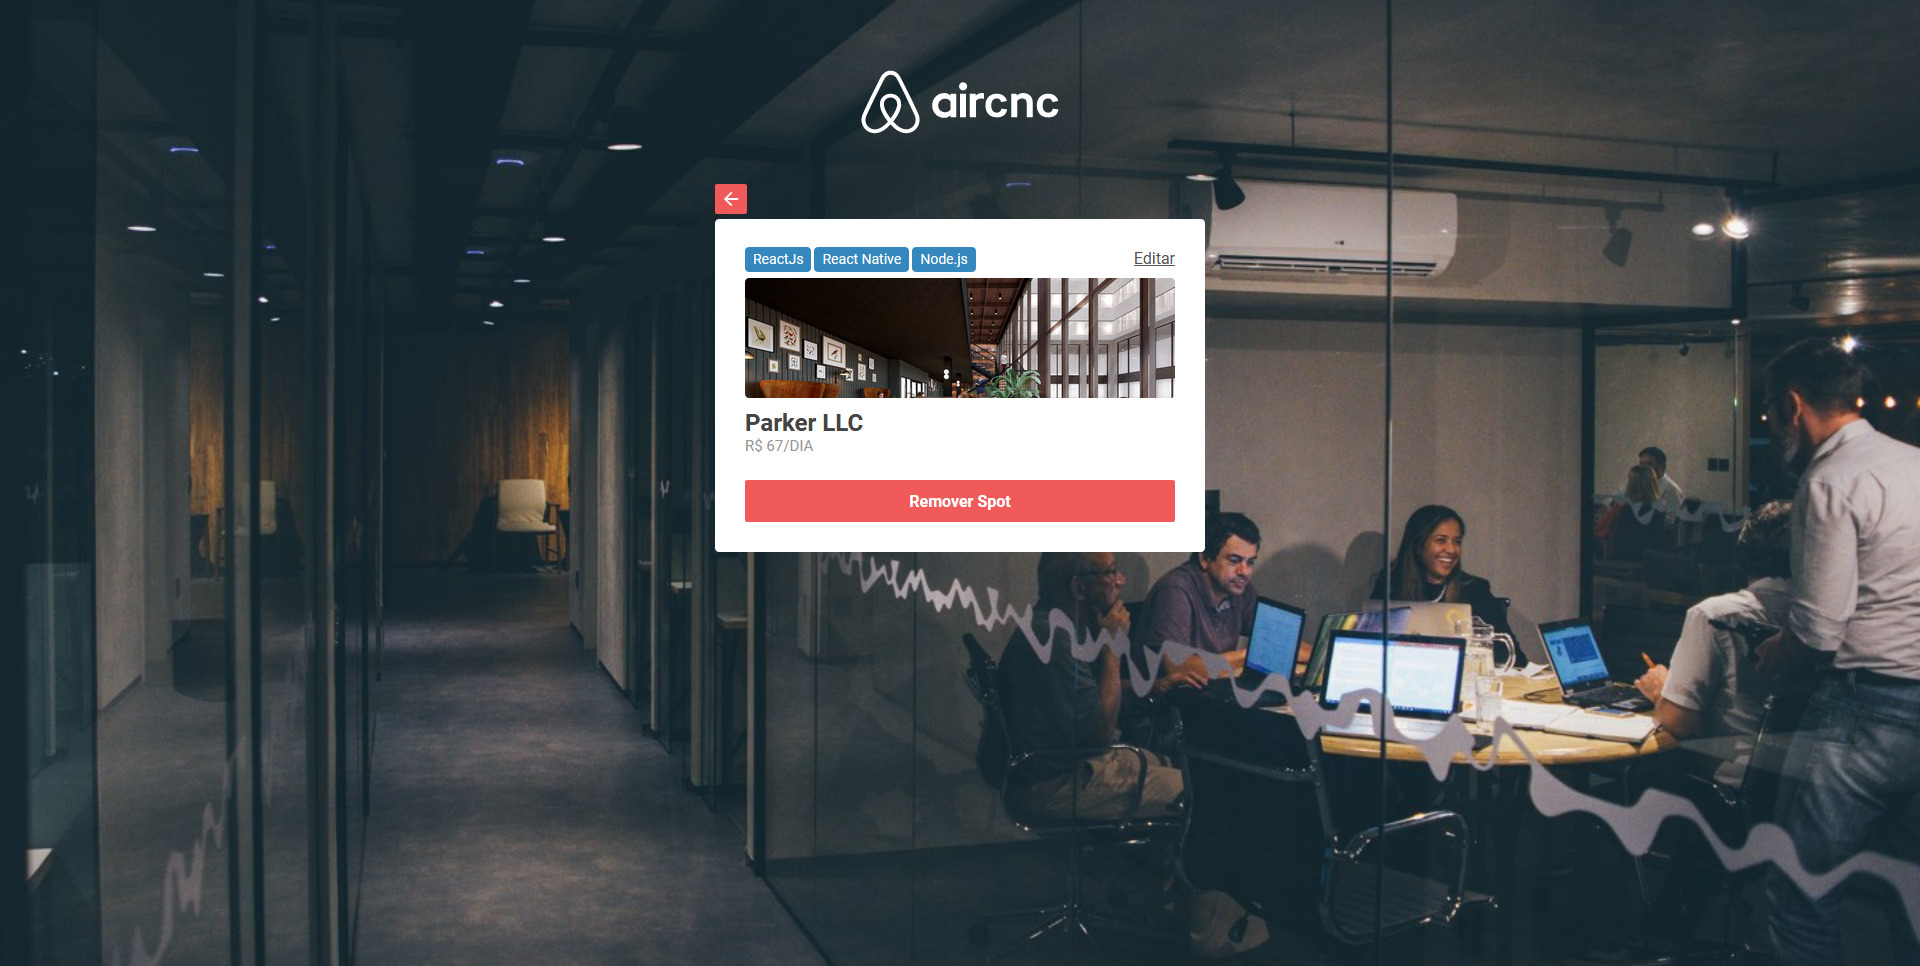 aircnc
ReactJs React Native Node.js Editar
Parker LLC
R$ 67/DIA
Remover Spot